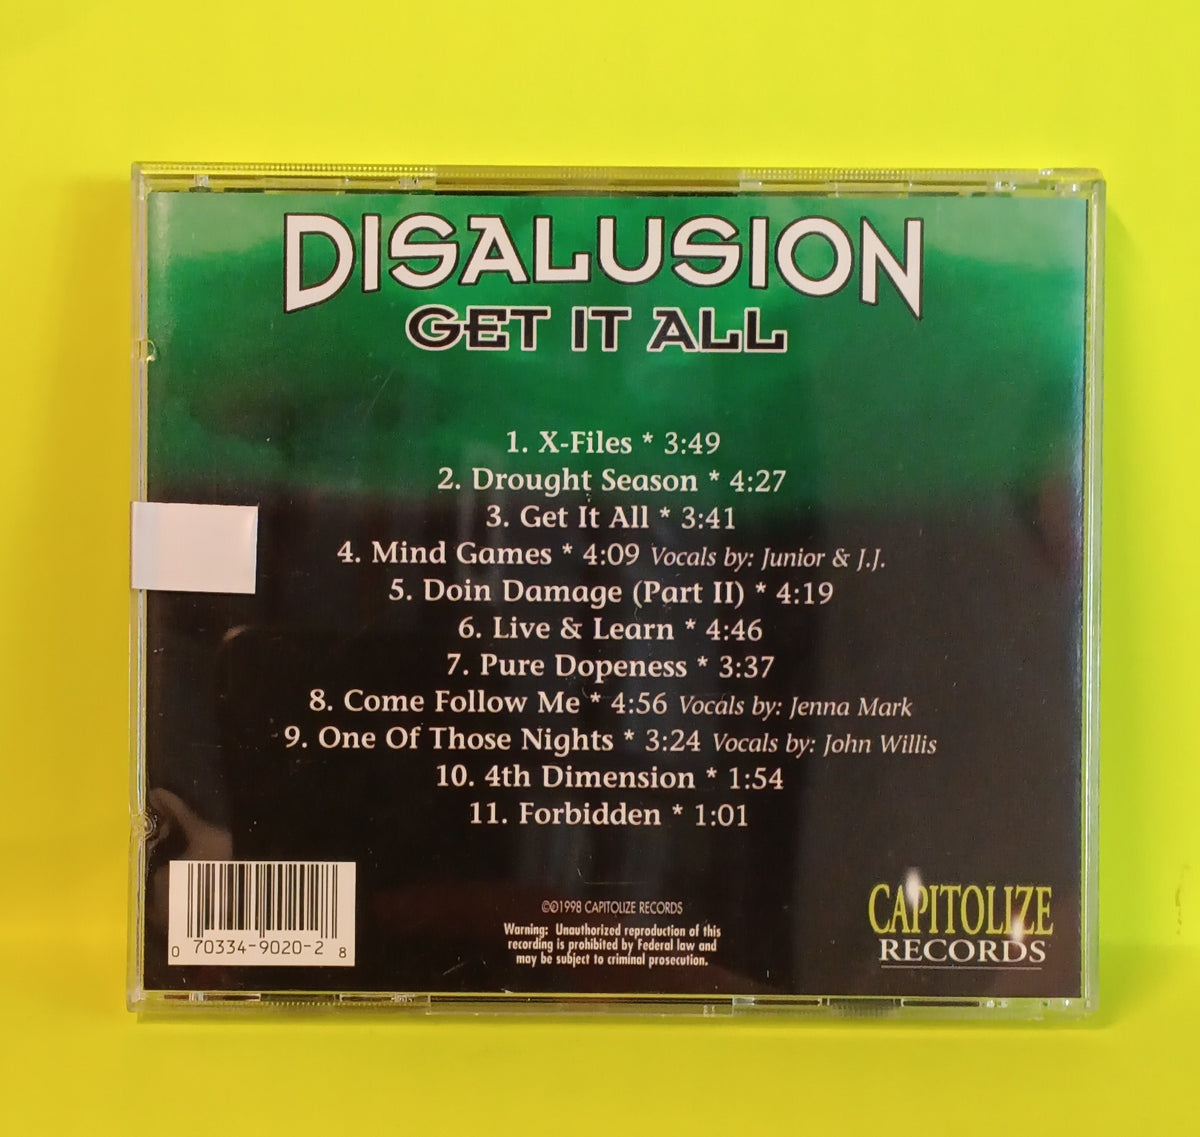 DISALUSION
GET IT ALL
1. X-Files * 3:49
2. Drought Season * 4:27
3. Get It All * 3:41
4. Mind Games * 4:09 Vocals by: Junior & J.J.
5. Doin Damage (Part II) * 4:19
6. Live & Learn * 4:46
7. Pure Dopeness * 3:37
8. Come Follow Me * 4:56 Vocals by: Jenna Mark
9. One Of Those Nights * 3:24 Vocals by: John Willis
10. 4th Dimension * 1:54
11. Forbidden * 1:01
0 70334-9020-2 8
©℗1998 CAPITOLIZE RECORDS
Warning: Unauthorized reproduction of this
recording is prohibited by Federal law and
may be subject to criminal prosecution.
CAPITOLIZE
RECORDS